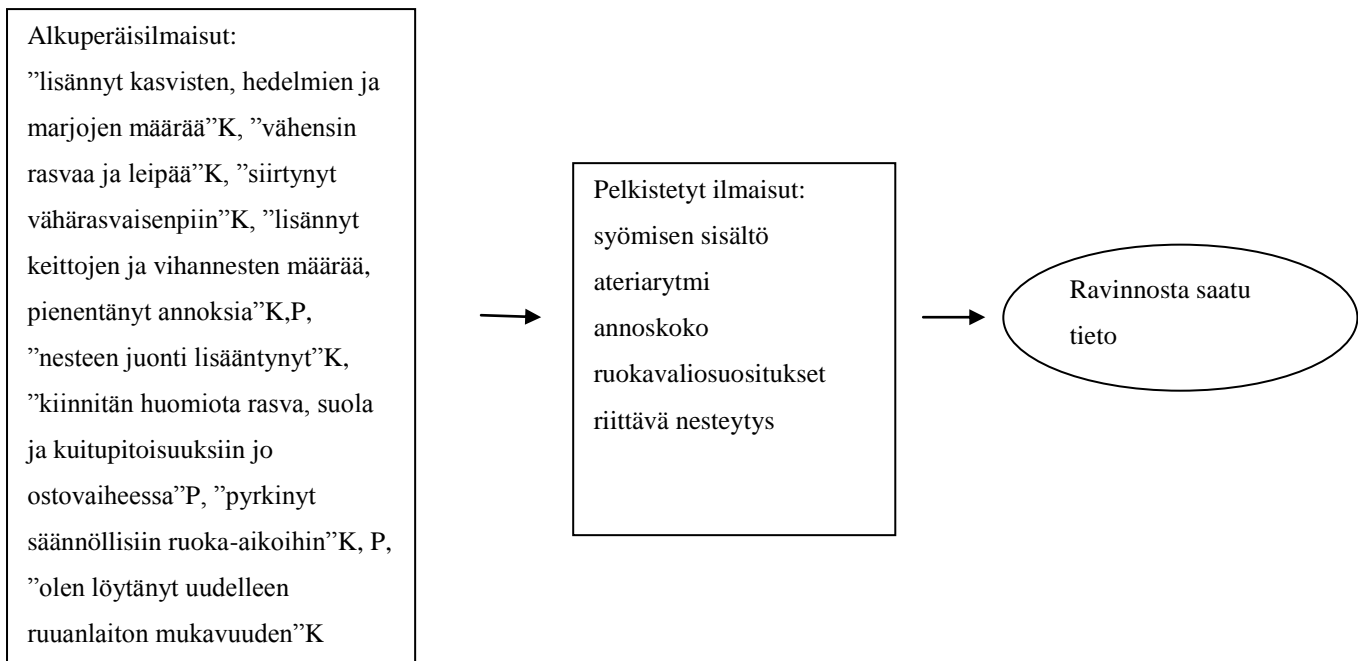 Alkuperäisilmaisut:
”lisännyt kasvisten, hedelmien ja
marjojen määrää”K, ”vähensin
rasvaa ja leipää”K, ”siirtynyt
vähärasvaisenpiin”K, ”lisännyt
keittojen ja vihannesten määrää,
pienentänyt annoksia”K,P,
”nesteen juonti lisääntynyt”K,
”kiinnitän huomiota rasva, suola
ja kuitupitoisuuksiin jo
ostovaiheessa”P, ”pyrkinyt
säännöllisiin ruoka-aikoihin”K, P,
”olen löytänyt uudelleen
ruuanlaiton mukavuuden”K
Pelkistetyt ilmaisut:
syömisen sisältö
ateriarytmi
annoskoko
ruokavaliosuositukset
riittävä nesteytys
Ravinnosta saatu
tieto